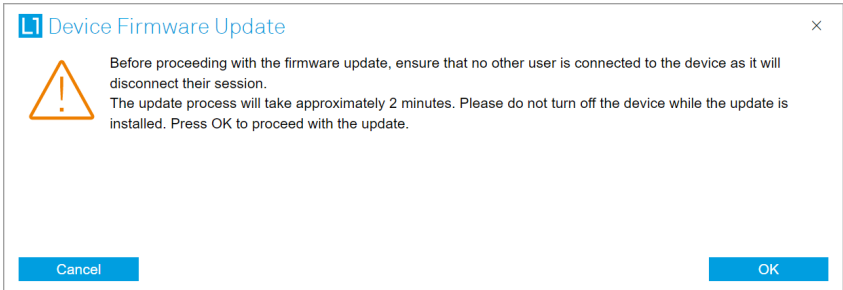 L1 Device Firmware Update
Before proceeding with the firmware update, ensure that no other user is connected to the device as it will
disconnect their session.
The update process will take approximately 2 minutes. Please do not turn off the device while the update is
installed. Press OK to proceed with the update.
Cancel
OK